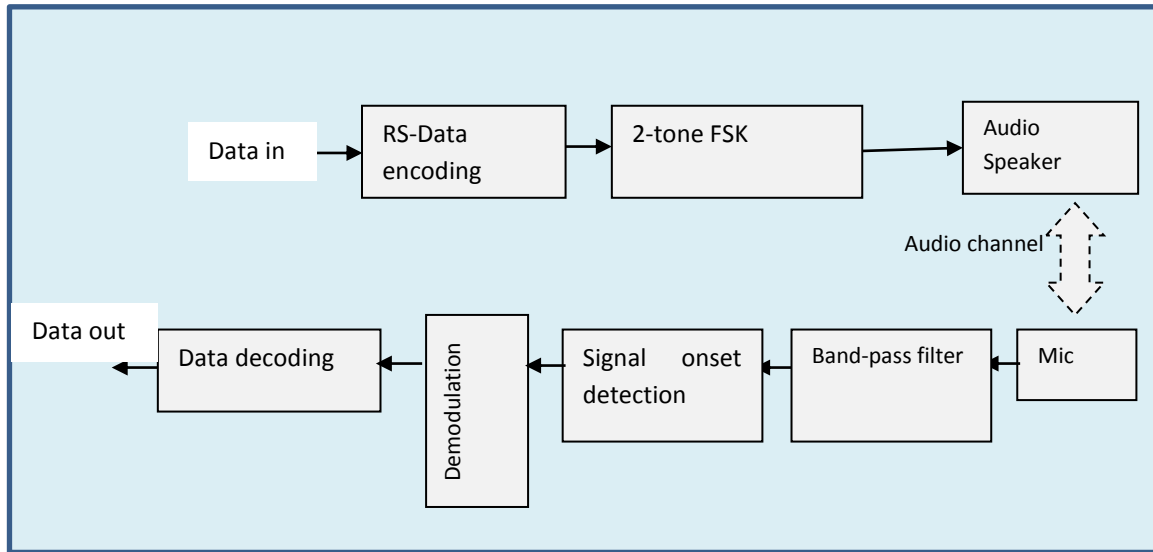 Data in
RS-Data
encoding
2-tone FSK
Audio
Speaker
Audio channel
Data out
Data decoding
Demodulation
Signal onset
detection
Band-pass filter
Mic